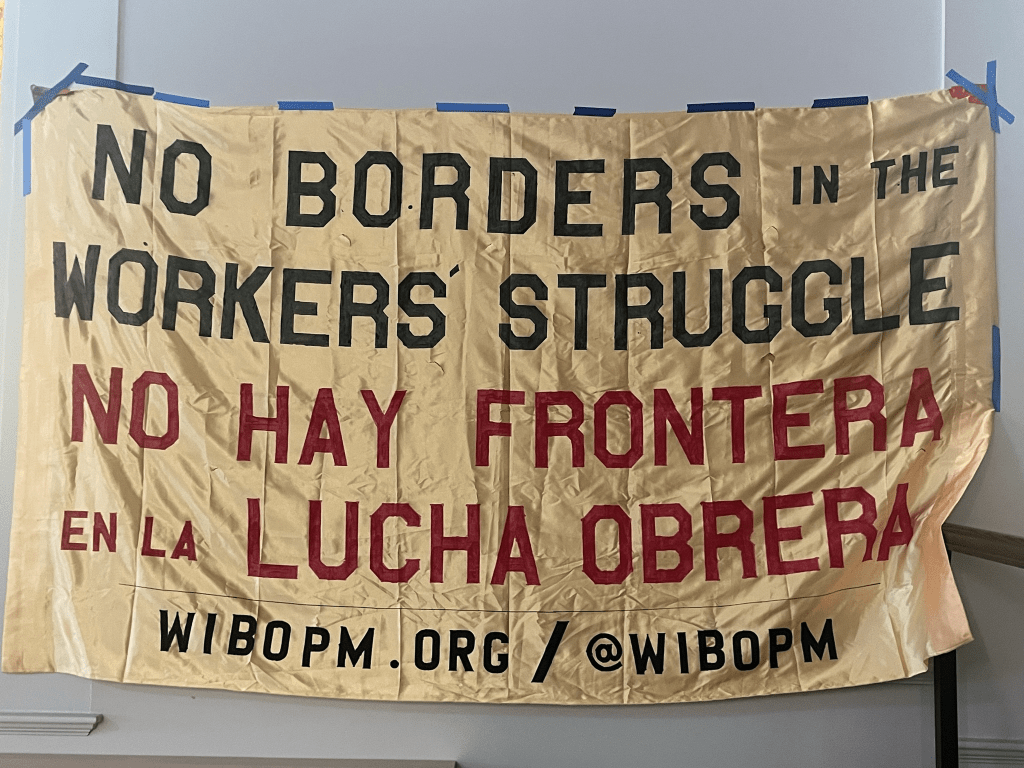 NO BORDERS IN THE
WORKERS' STRUGGLE
NO HAY FRONTERA
EN LA LUCHA OBRERA
WIBOPM.ORG / @WIBOPM